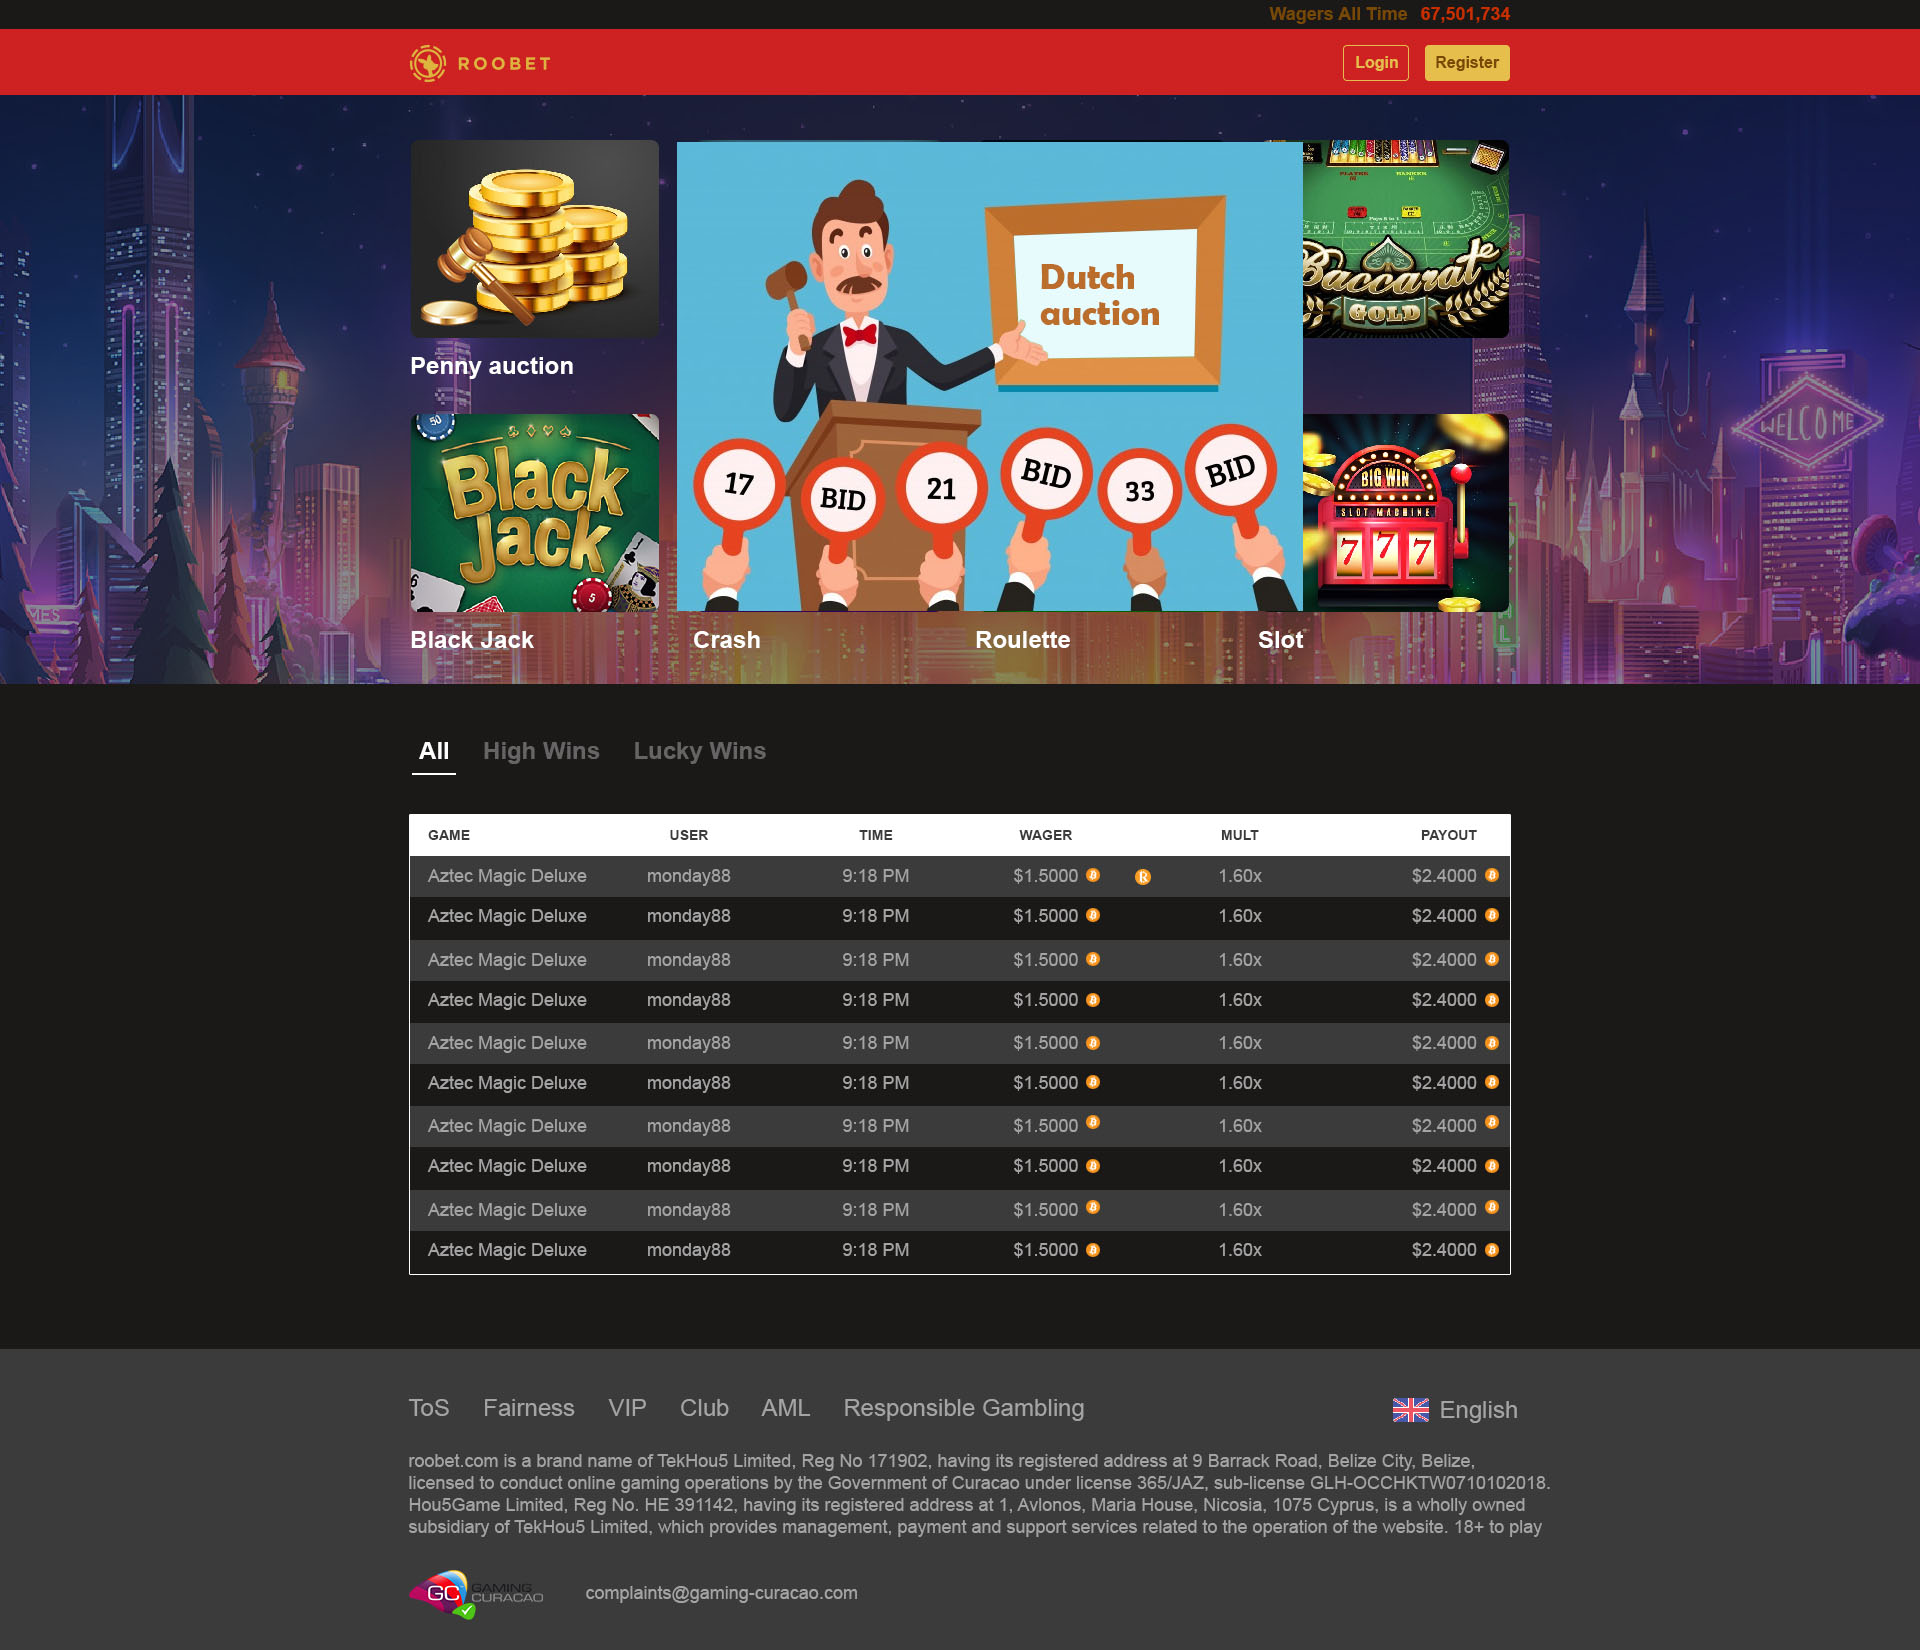 Wagers All Time 67,501,734
ROOBET
Login Register
Dutch
auction
PLAYER BANKER
Baccarat
GOLD
Penny auction
WELCOME
50
Black
Jack
6
5
17 BID 21 BID 33 BID
BIG WIN
SLOT MACHINE
7 7 7
Black Jack Crash Roulette Slot
All High Wins Lucky Wins
GAME USER TIME WAGER MULT PAYOUT
Aztec Magic Deluxe monday88 9:18 PM $1.5000 1.60x $2.4000
Aztec Magic Deluxe monday88 9:18 PM $1.5000 1.60x $2.4000
Aztec Magic Deluxe monday88 9:18 PM $1.5000 1.60x $2.4000
Aztec Magic Deluxe monday88 9:18 PM $1.5000 1.60x $2.4000
Aztec Magic Deluxe monday88 9:18 PM $1.5000 1.60x $2.4000
Aztec Magic Deluxe monday88 9:18 PM $1.5000 1.60x $2.4000
Aztec Magic Deluxe monday88 9:18 PM $1.5000 1.60x $2.4000
Aztec Magic Deluxe monday88 9:18 PM $1.5000 1.60x $2.4000
Aztec Magic Deluxe monday88 9:18 PM $1.5000 1.60x $2.4000
Aztec Magic Deluxe monday88 9:18 PM $1.5000 1.60x $2.4000
ToS Fairness VIP Club AML Responsible Gambling English
roobet.com is a brand name of TekHou5 Limited, Reg No 171902, having its registered address at 9 Barrack Road, Belize City, Belize,
licensed to conduct online gaming operations by the Government of Curacao under license 365/JAZ, sub-license GLH-OCCHKTW0710102018.
Hou5Game Limited, Reg No. HE 391142, having its registered address at 1, Avlonos, Maria House, Nicosia, 1075 Cyprus, is a wholly owned
subsidiary of TekHou5 Limited, which provides management, payment and support services related to the operation of the website. 18+ to play
GC GAMING
CURACAO
complaints@gaming-curacao.com